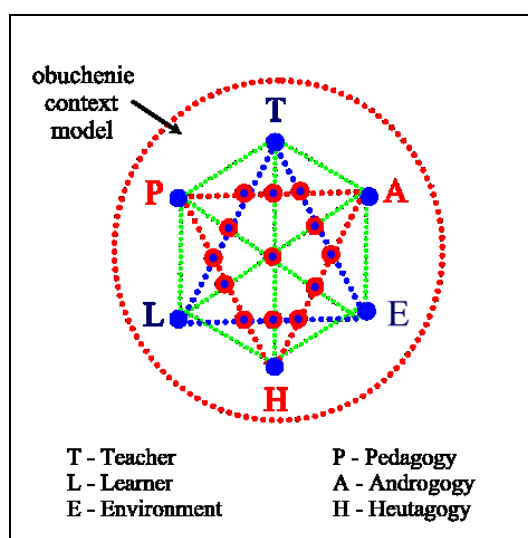 obuchenie
context
model
T
P
A
L
E
H
T - Teacher
P - Pedagogy
L - Learner
A - Androgogy
E - Environment
H - Heutagogy